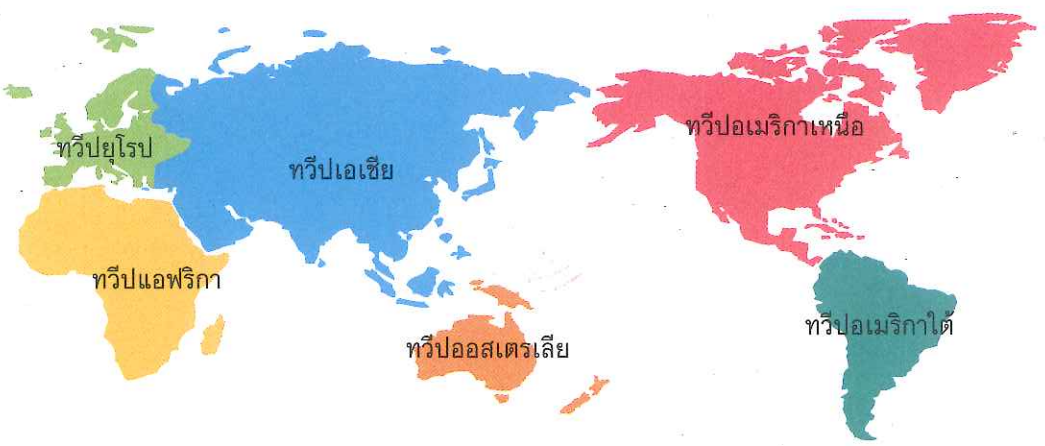 ทวีปยุโรป
ทวีปเอเชีย
ทวีปอเมริกาเหนือ
ทวีปแอฟริกา
ทวีปออสเตรเลีย
ทวีปอเมริกาใต้